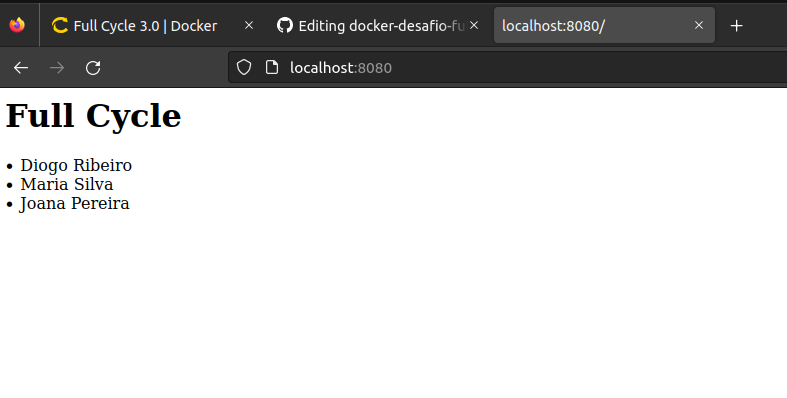 Full Cycle 3.0 | Docker
Editing docker-desafio-fu
localhost:8080/
localhost:8080
Full Cycle
• Diogo Ribeiro
• Maria Silva
• Joana Pereira